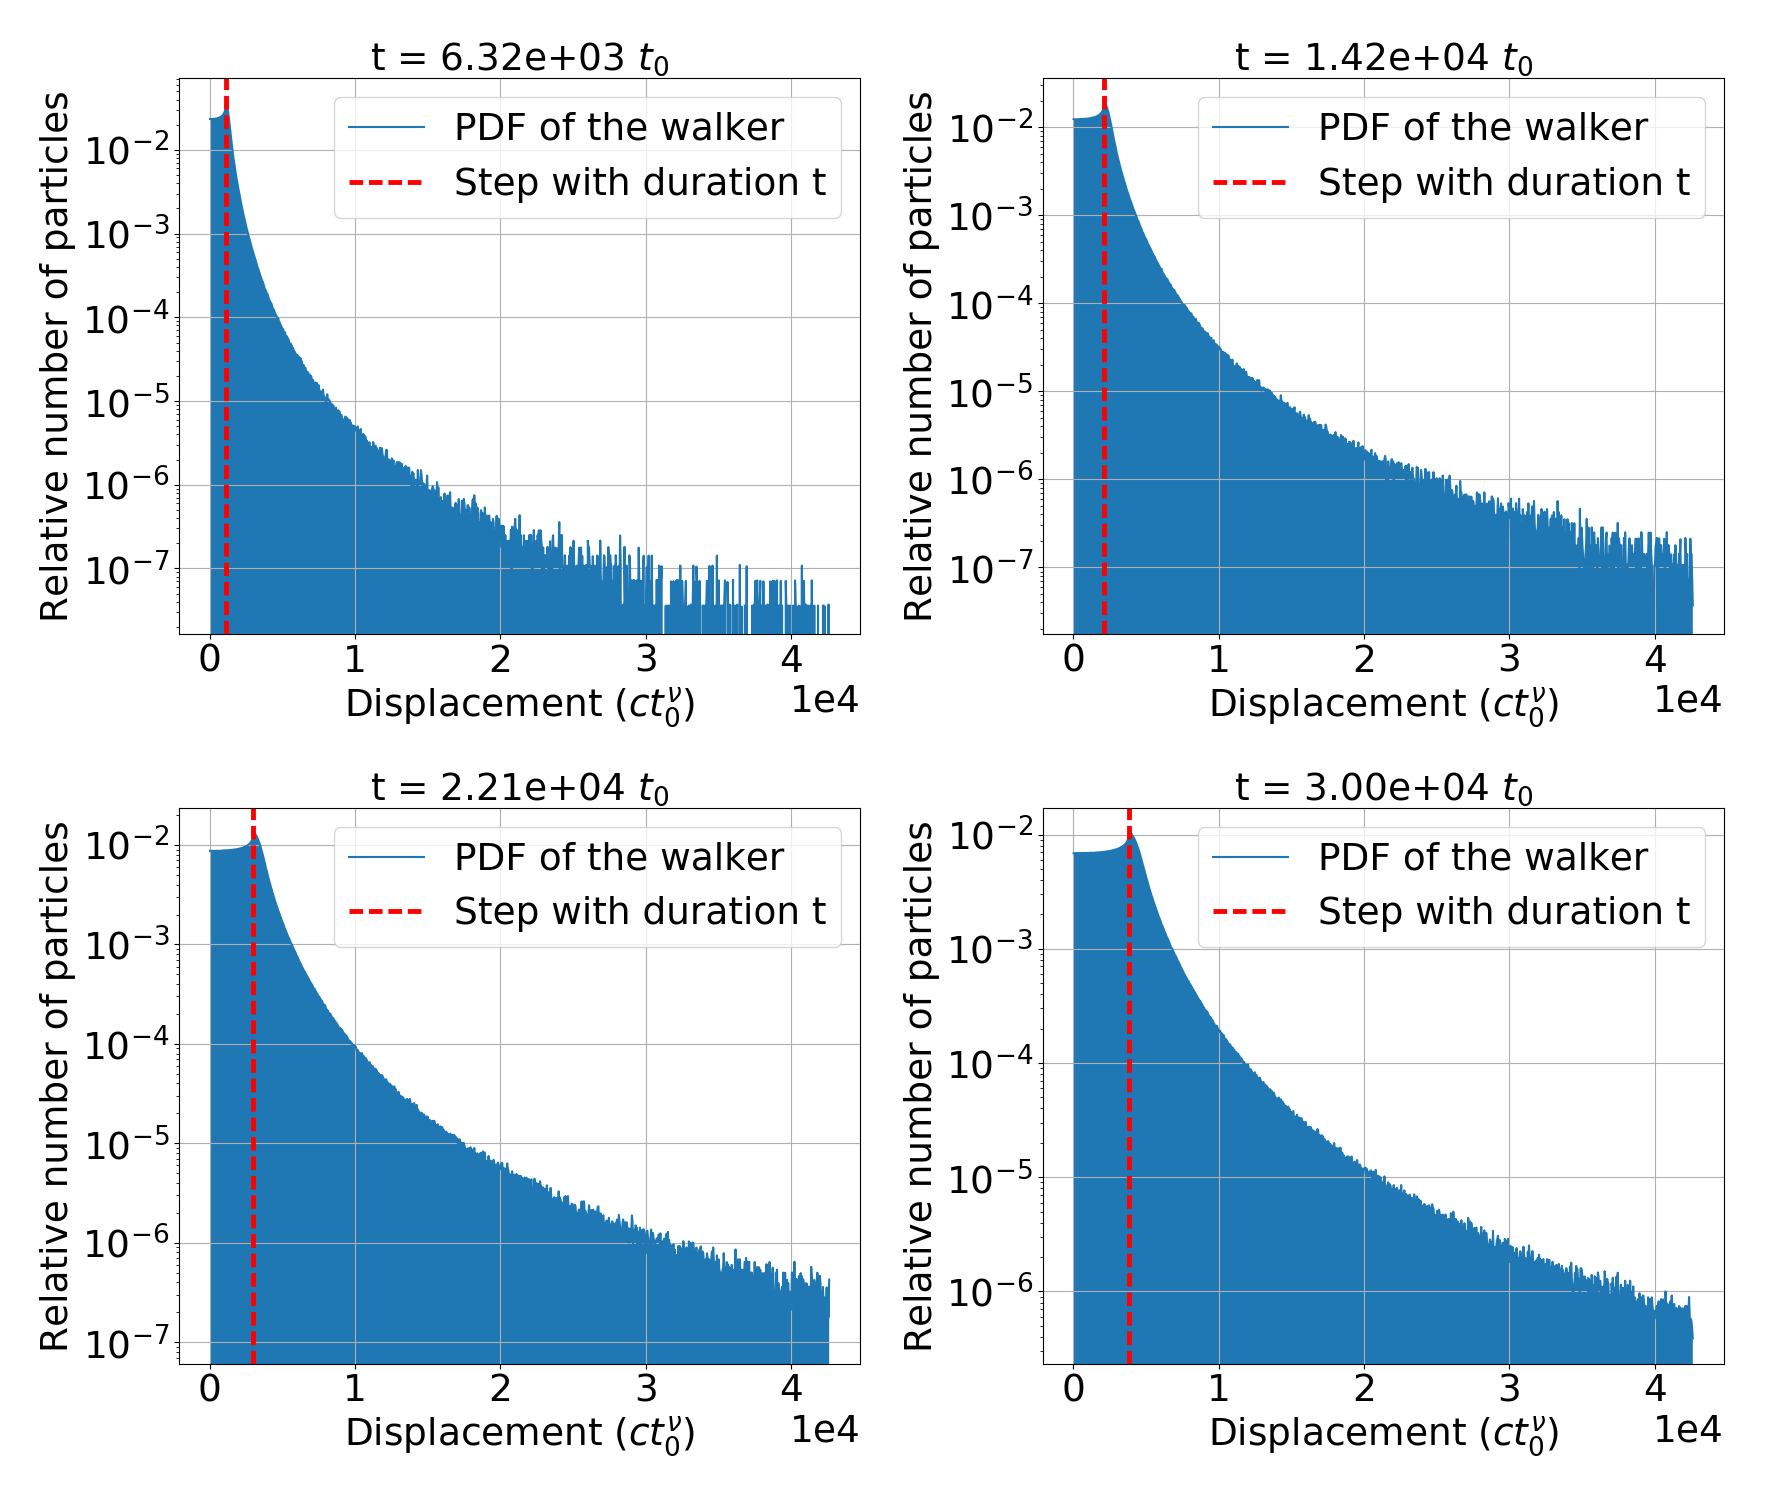 t = 6.32e+03 t₀
Relative number of particles
10⁻²
10⁻³
10⁻⁴
10⁻⁵
10⁻⁶
10⁻⁷
PDF of the walker
Step with duration t
0 1 2 3 4
1e4
Displacement (ct₀^ν)
t = 1.42e+04 t₀
Relative number of particles
10⁻²
10⁻³
10⁻⁴
10⁻⁵
10⁻⁶
10⁻⁷
PDF of the walker
Step with duration t
0 1 2 3 4
1e4
Displacement (ct₀^ν)
t = 2.21e+04 t₀
Relative number of particles
10⁻²
10⁻³
10⁻⁴
10⁻⁵
10⁻⁶
10⁻⁷
PDF of the walker
Step with duration t
0 1 2 3 4
1e4
Displacement (ct₀^ν)
t = 3.00e+04 t₀
Relative number of particles
10⁻²
10⁻³
10⁻⁴
10⁻⁵
10⁻⁶
PDF of the walker
Step with duration t
0 1 2 3 4
1e4
Displacement (ct₀^ν)